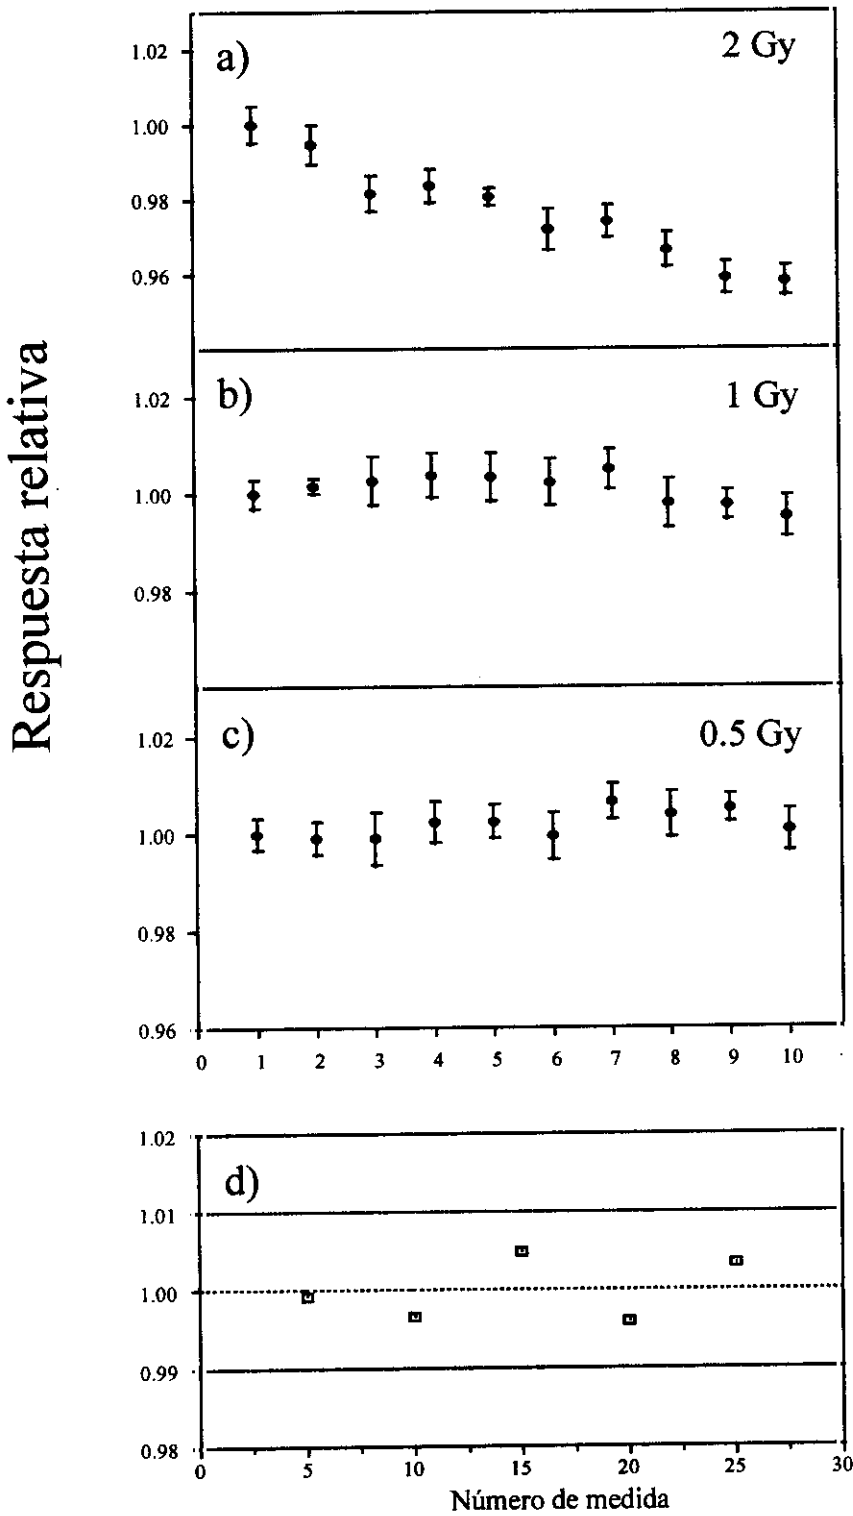 Respuesta relativa
a)
2 Gy
1.02
1.00
0.98
0.96
b)
1 Gy
1.02
1.00
0.98
c)
0.5 Gy
1.02
1.00
0.98
0.96
0 1 2 3 4 5 6 7 8 9 10
d)
1.02
1.01
1.00
0.99
0.98
0 5 10 15 20 25 30
Número de medida